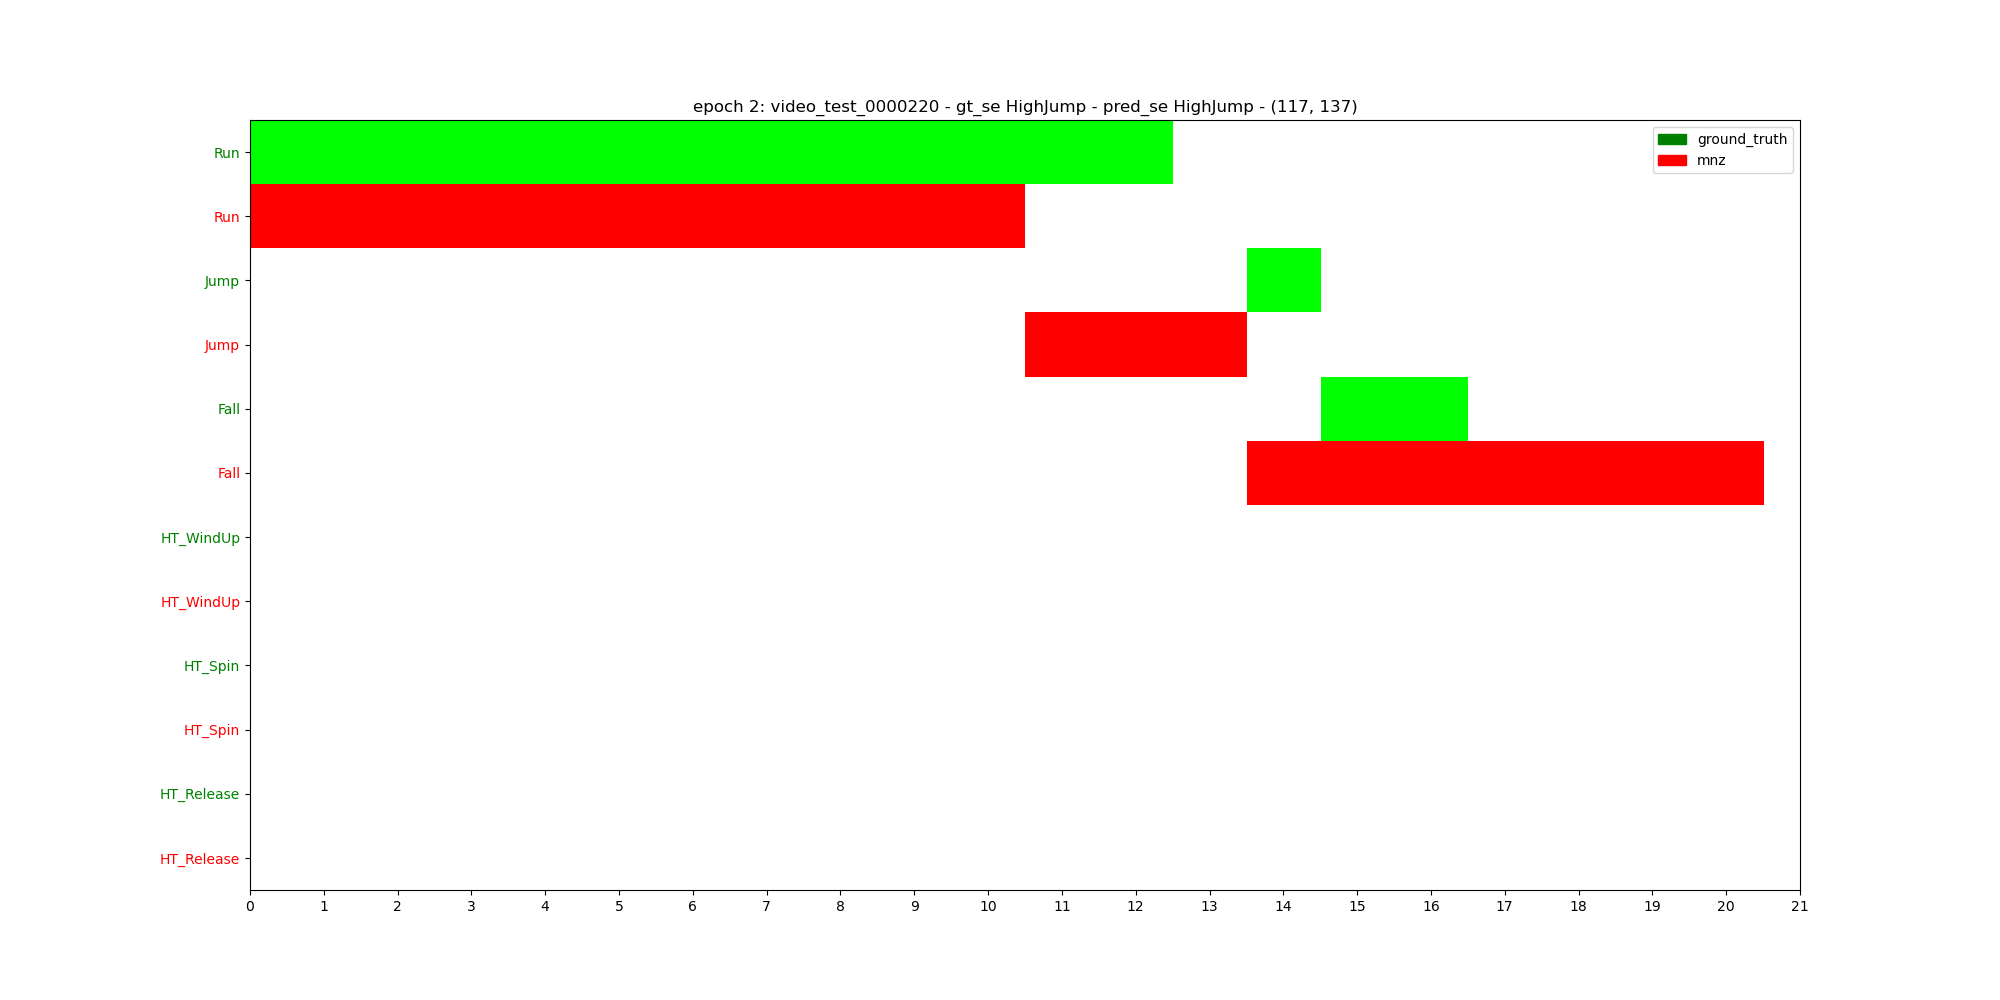 epoch 2: video_test_0000220 - gt_se HighJump - pred_se HighJump - (117, 137)
ground_truth
mnz
Run
Run
Jump
Jump
Fall
Fall
HT_WindUp
HT_WindUp
HT_Spin
HT_Spin
HT_Release
HT_Release
0 1 2 3 4 5 6 7 8 9 10 11 12 13 14 15 16 17 18 19 20 21